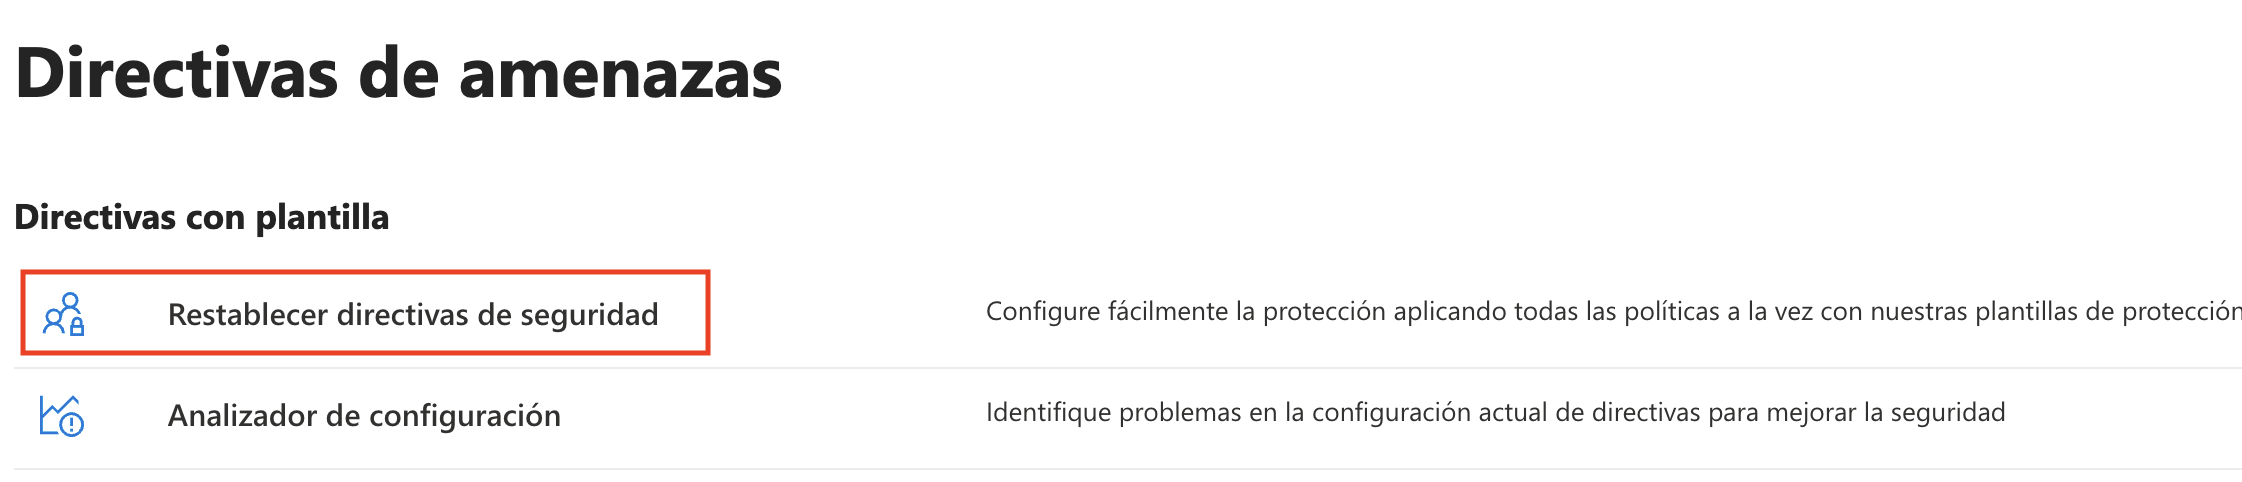 Directivas de amenazas
Directivas con plantilla
Restablecer directivas de seguridad
Configure fácilmente la protección aplicando todas las políticas a la vez con nuestras plantillas de protección
Analizador de configuración
Identifique problemas en la configuración actual de directivas para mejorar la seguridad